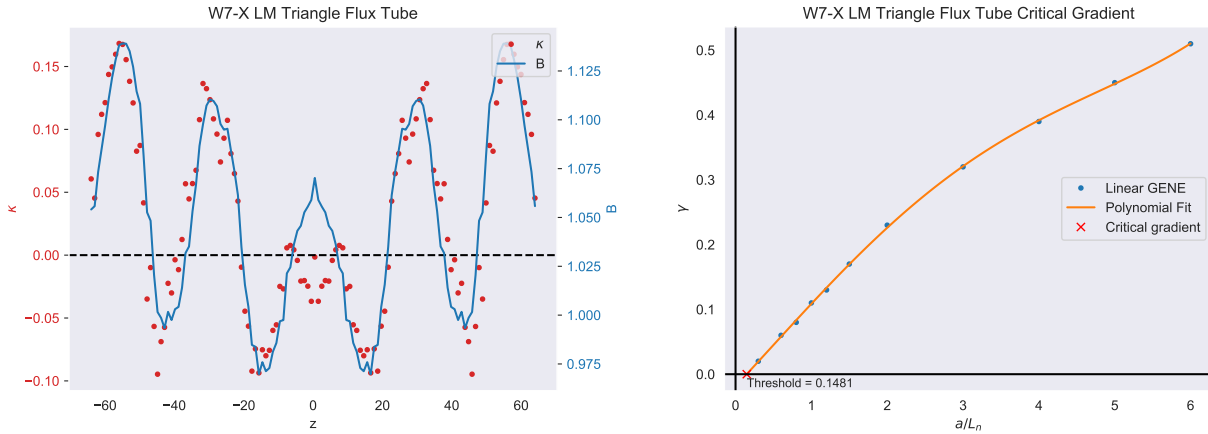 W7-X LM Triangle Flux Tube
κ
B
0.15
0.10
0.05
0.00
−0.05
−0.10
κ
1.125
1.100
1.075
1.050
1.025
1.000
0.975
B
−60
−40
−20
0
20
40
60
z
W7-X LM Triangle Flux Tube Critical Gradient
0.5
0.4
0.3
0.2
0.1
0.0
γ
Linear GENE
Polynomial Fit
Critical gradient
Threshold = 0.1481
0
1
2
3
4
5
6
a/Lₙ